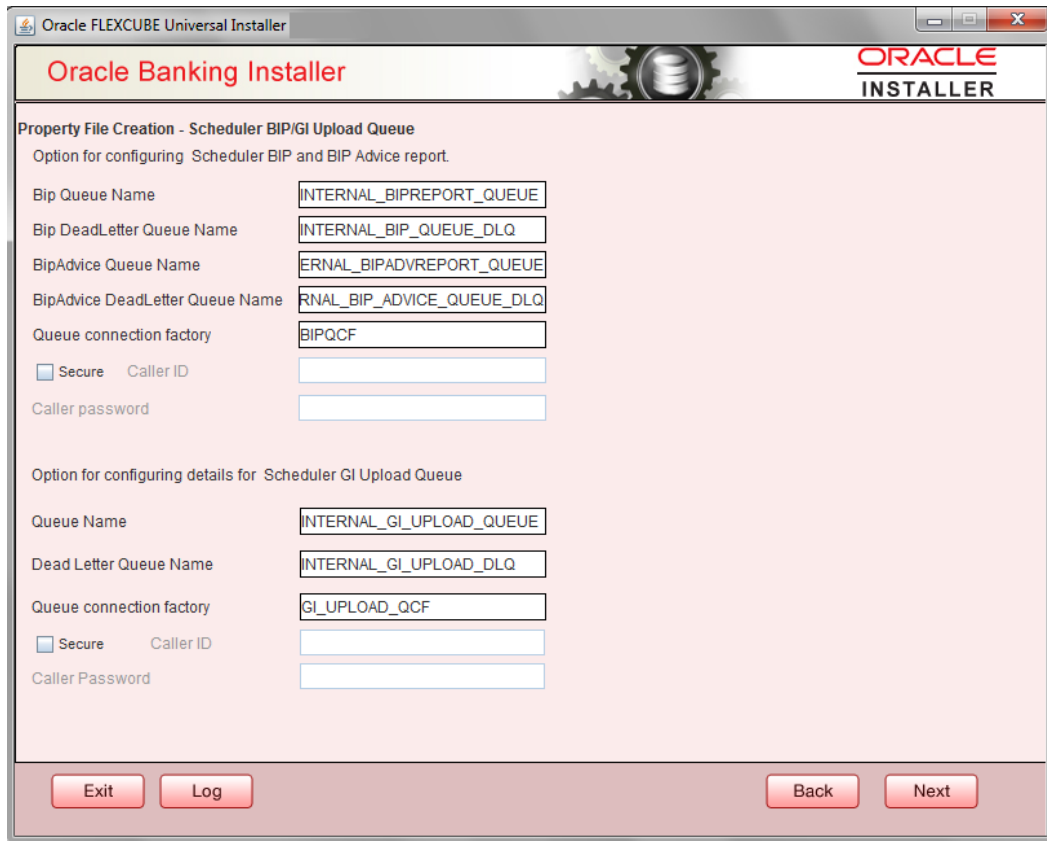 Oracle FLEXCUBE Universal Installer
Oracle Banking Installer
ORACLE
INSTALLER
Property File Creation - Scheduler BIP/GI Upload Queue
Option for configuring Scheduler BIP and BIP Advice report.
Bip Queue Name INTERNAL_BIPREPORT_QUEUE
Bip DeadLetter Queue Name INTERNAL_BIP_QUEUE_DLQ
BipAdvice Queue Name ERNAL_BIPADVREPORT_QUEUE
BipAdvice DeadLetter Queue Name RNAL_BIP_ADVICE_QUEUE_DLQ
Queue connection factory BIPQCF
Secure Caller ID
Caller password
Option for configuring details for Scheduler GI Upload Queue
Queue Name INTERNAL_GI_UPLOAD_QUEUE
Dead Letter Queue Name INTERNAL_GI_UPLOAD_DLQ
Queue connection factory GI_UPLOAD_QCF
Secure Caller ID
Caller Password
Exit Log Back Next